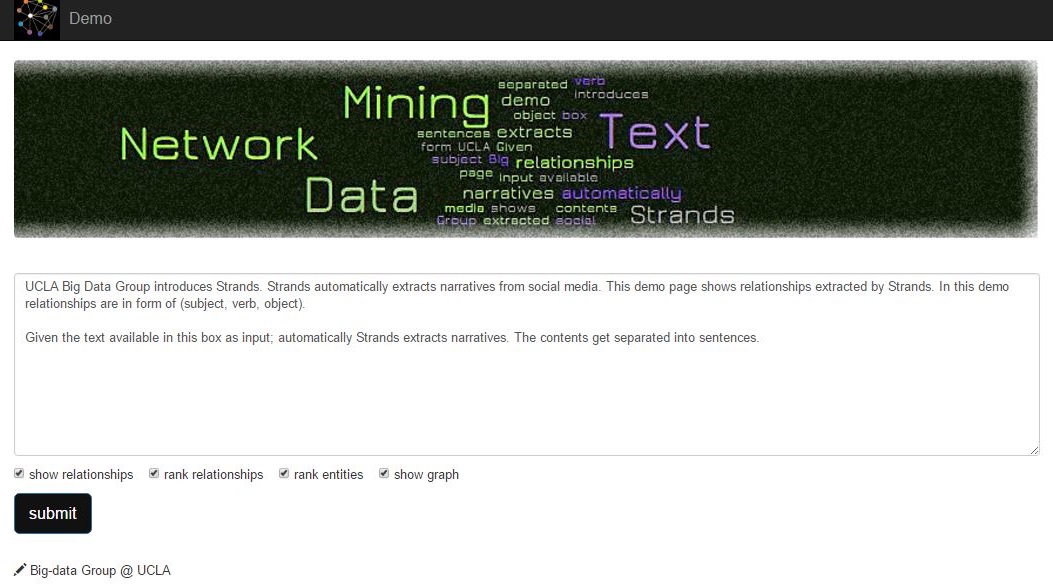 Demo
separated verb
Mining demo introduces
object box
Network sentences extracts Text
form UCLA Given
subject Big relationships
page input available
Data narratives automatically
media shows contents Strands
Group extracted social
UCLA Big Data Group introduces Strands. Strands automatically extracts narratives from social media. This demo page shows relationships extracted by Strands. In this demo
relationships are in form of (subject, verb, object).
Given the text available in this box as input; automatically Strands extracts narratives. The contents get separated into sentences.
show relationships rank relationships rank entities show graph
submit
Big-data Group @ UCLA